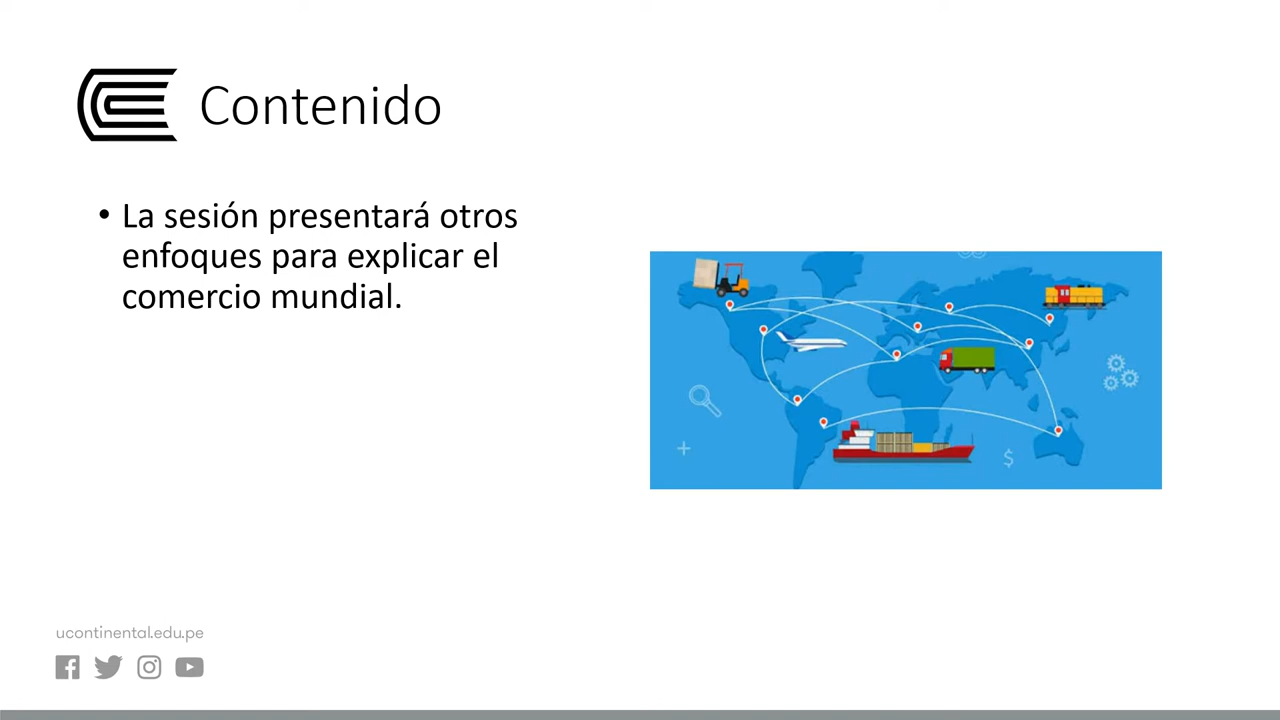 Contenido
• La sesión presentará otros
enfoques para explicar el
comercio mundial.
$
ucontinental.edu.pe